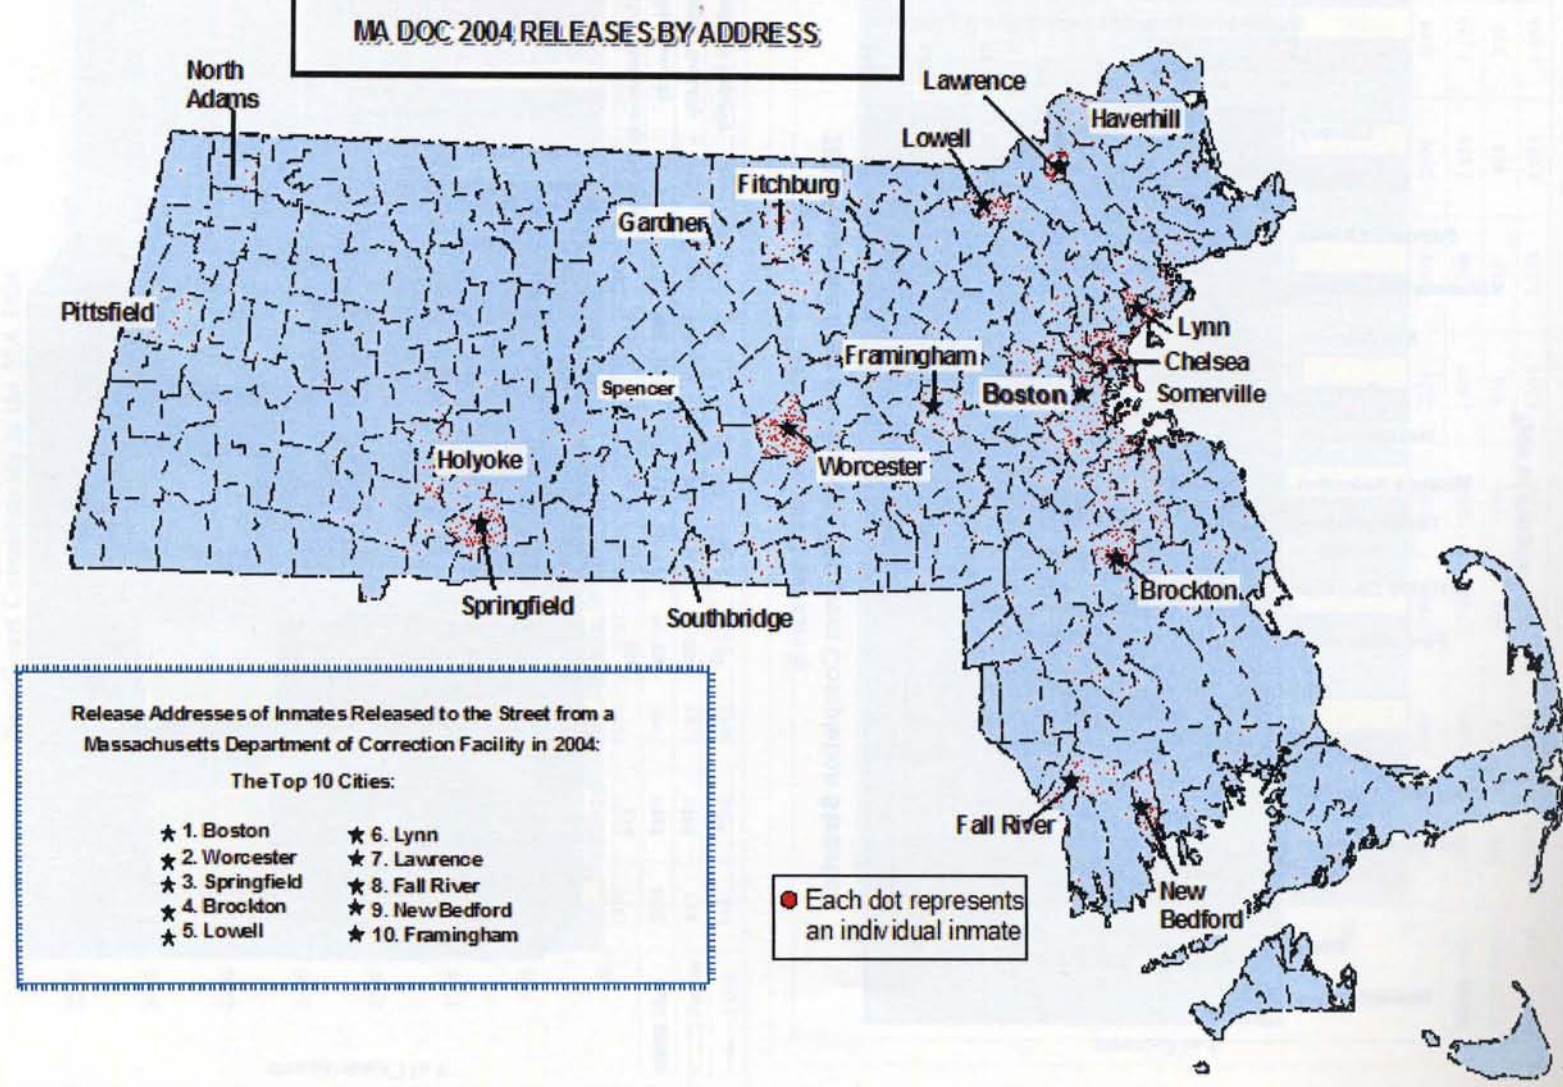 MA DOC 2004 RELEASES BY ADDRESS
North
Adams
Lawrence
Haverhill
Lowell
Fitchburg
Gardner
Pittsfield
Lynn
Framingham
Chelsea
Spencer
Boston
Somerville
Holyoke
Worcester
Springfield
Southbridge
Brockton
Release Addresses of Inmates Released to the Street from a
Massachusetts Department of Correction Facility in 2004:
The Top 10 Cities:
1. Boston
2. Worcester
3. Springfield
4. Brockton
5. Lowell
6. Lynn
7. Lawrence
8. Fall River
9. New Bedford
10. Framingham
Fall River
New
Bedford
Each dot represents
an individual inmate